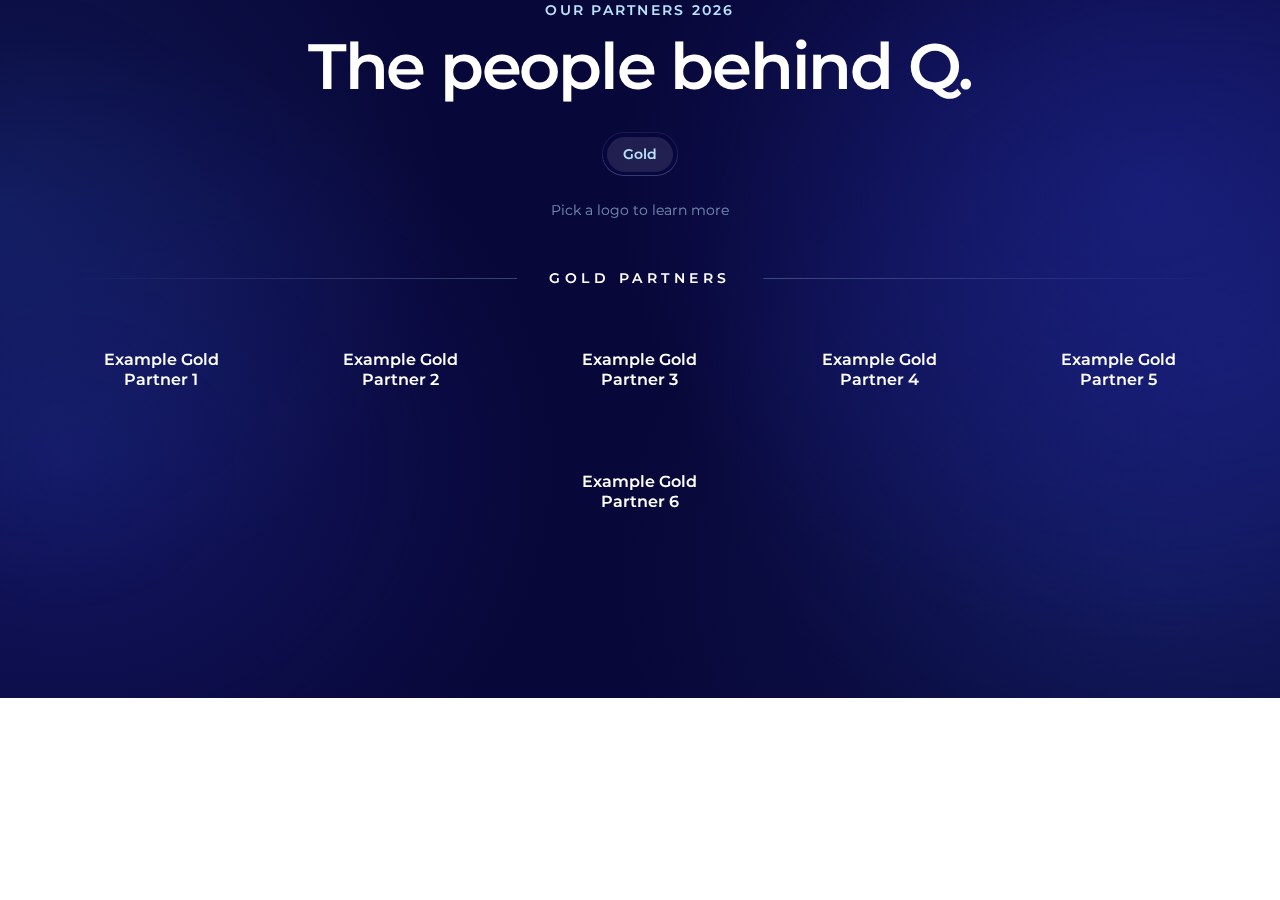 OUR PARTNERS 2026
The people behind Q.
Gold
Pick a logo to learn more
GOLD PARTNERS
Example Gold
Partner 1
Example Gold
Partner 2
Example Gold
Partner 3
Example Gold
Partner 4
Example Gold
Partner 5
Example Gold
Partner 6